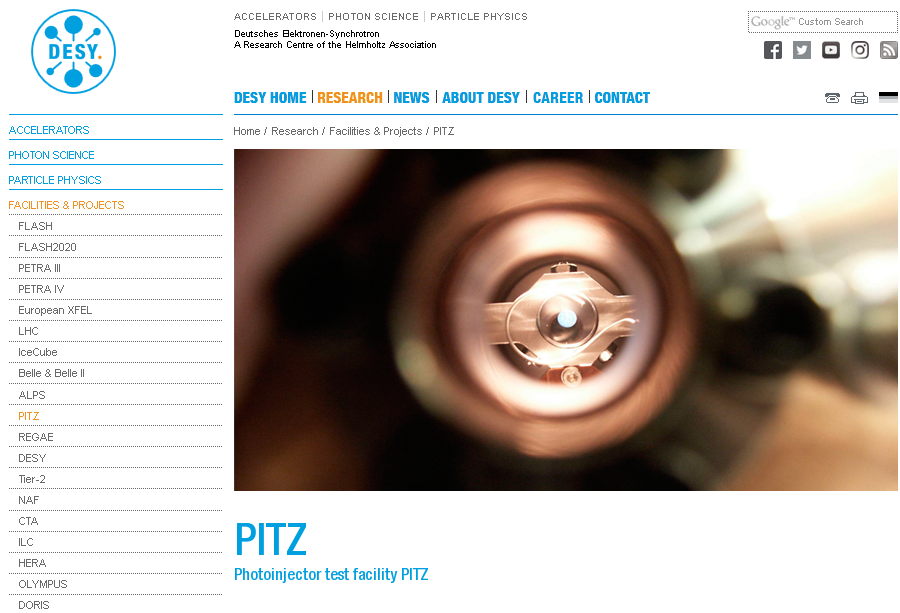 DESY.
ACCELERATORS | PHOTON SCIENCE | PARTICLE PHYSICS
Deutsches Elektronen-Synchrotron
A Research Centre of the Helmholtz Association
Google™ Custom Search
DESY HOME | RESEARCH | NEWS | ABOUT DESY | CAREER | CONTACT
Home / Research / Facilities & Projects / PITZ
ACCELERATORS
PHOTON SCIENCE
PARTICLE PHYSICS
FACILITIES & PROJECTS
FLASH
FLASH2020
PETRA III
PETRA IV
European XFEL
LHC
IceCube
Belle & Belle II
ALPS
PITZ
REGAE
DESY
Tier-2
NAF
CTA
ILC
HERA
OLYMPUS
DORIS
PITZ
Photoinjector test facility PITZ